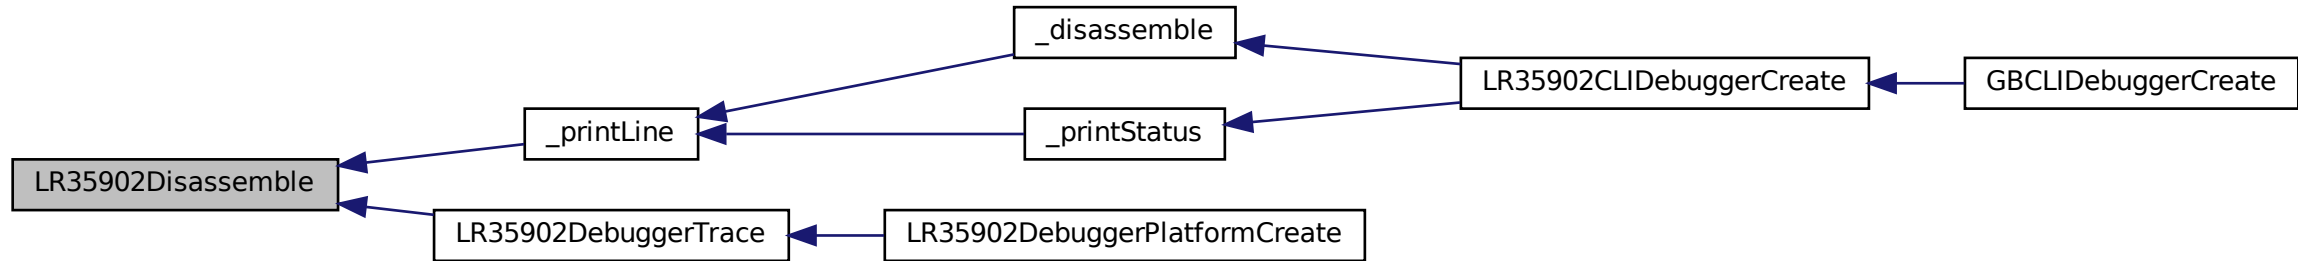 _disassemble
LR35902CLIDebuggerCreate
GBCLIDebuggerCreate
_printLine
_printStatus
LR35902Disassemble
LR35902DebuggerTrace
LR35902DebuggerPlatformCreate